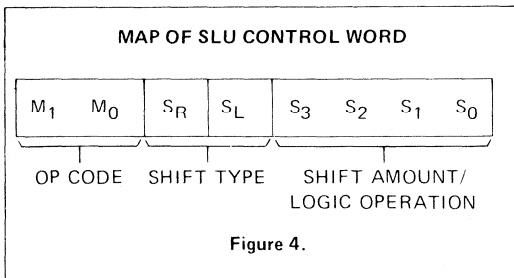 MAP OF SLU CONTROL WORD
M1 M0 SR SL S3 S2 S1 S0
OP CODE SHIFT TYPE SHIFT AMOUNT/
LOGIC OPERATION
Figure 4.